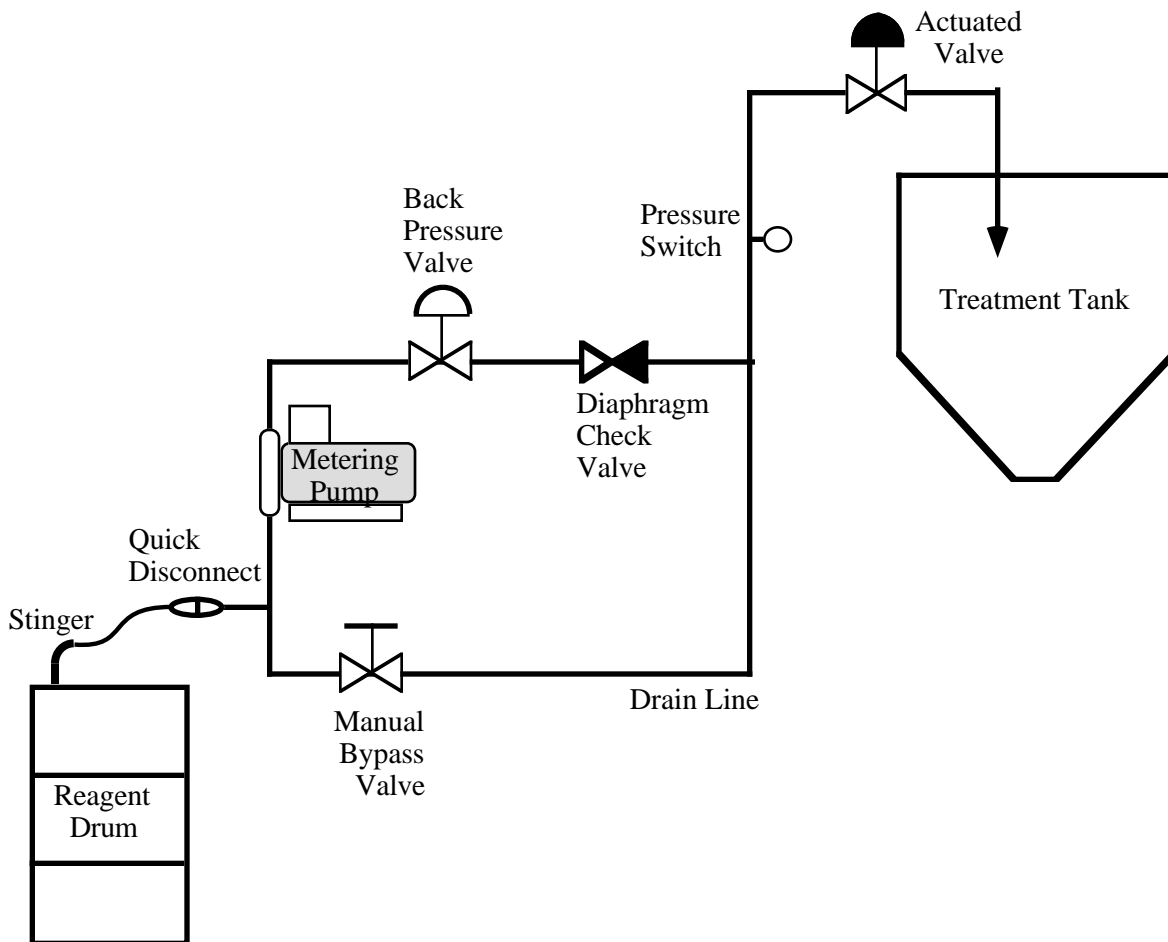 Actuated
Valve
Back
Pressure
Valve
Pressure
Switch
Treatment Tank
Diaphragm
Check
Valve
Metering
Pump
Quick
Disconnect
Stinger
Drain Line
Manual
Bypass
Valve
Reagent
Drum